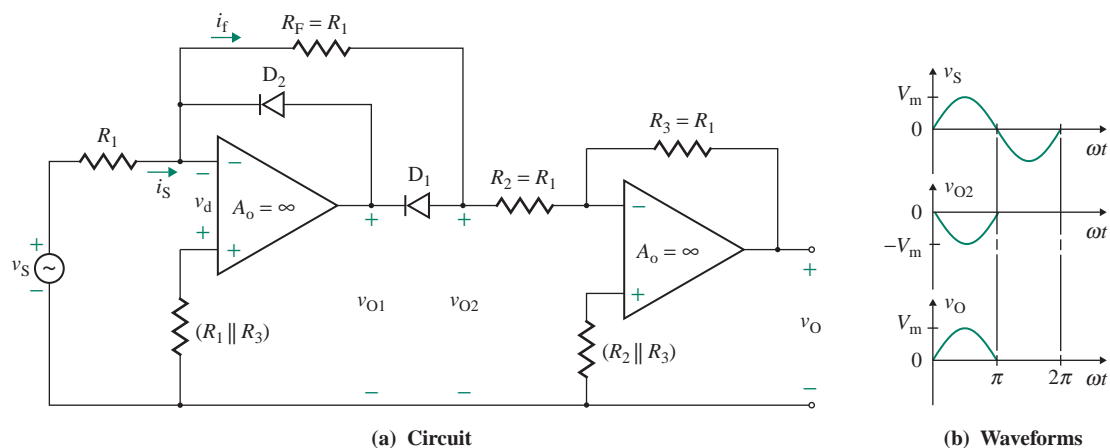 i_f
R_F = R_1
D_2
R_1
i_S
−
−
v_d
A_o = ∞
+
+
D_1
+
+
R_2 = R_1
R_3 = R_1
−
A_o = ∞
+
+
+
v_S
~
−
(R_1 || R_3)
v_O1
v_O2
(R_2 || R_3)
v_O
−
−
−
(a) Circuit
v_S
V_m
0
ωt
v_O2
0
−V_m
v_O
V_m
0
π
2π
ωt
(b) Waveforms